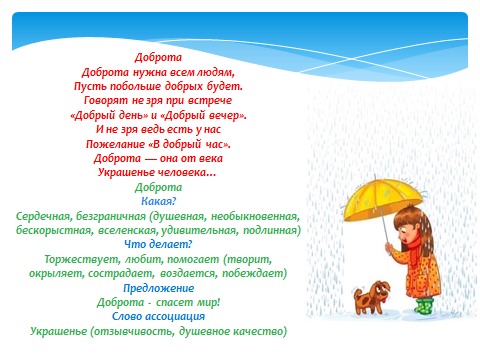 Доброта
Доброта нужна всем людям,
Пусть побольше добрых будет.
Говорят не зря при встрече
«Добрый день» и «Добрый вечер».
И не зря ведь есть у нас
Пожелание «В добрый час».
Доброта — она от века
Украшенье человека...
Доброта
Какая?
Сердечная, безграничная (душевная, необыкновенная,
бескорыстная, вселенская, удивительная, подлинная)
Что делает?
Торжествует, любит, помогает (творит,
окрыляет, сострадает, воздается, побеждает)
Предложение
Доброта - спасет мир!
Слово ассоциация
Украшенье (отзывчивость, душевное качество)